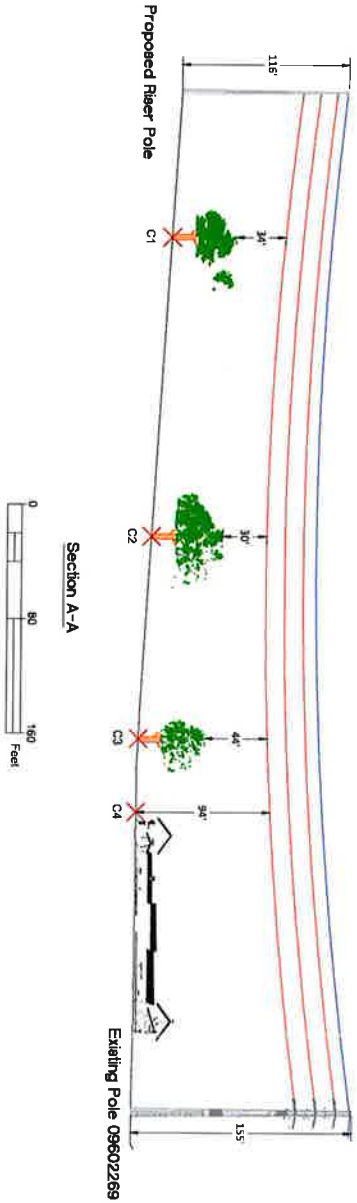 116'
Proposed Riser Pole
34'
C1
30'
C2
44'
C3
94'
C4
155'
Existing Pole 09602269
Section A-A
0 80 160
Feet